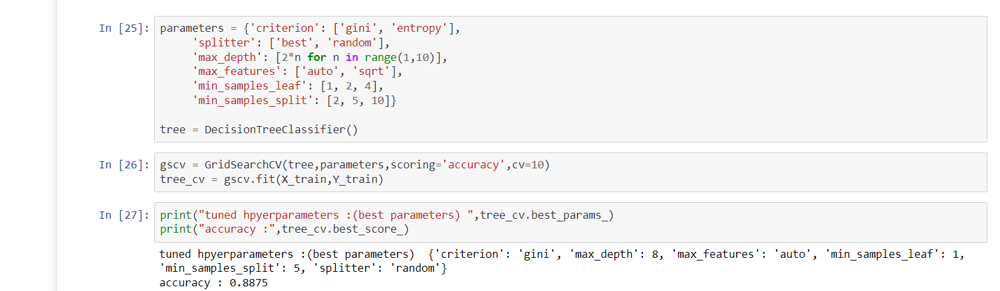 In [25]: parameters = {'criterion': ['gini', 'entropy'],
'splitter': ['best', 'random'],
'max_depth': [2*n for n in range(1,10)],
'max_features': ['auto', 'sqrt'],
'min_samples_leaf': [1, 2, 4],
'min_samples_split': [2, 5, 10]}
tree = DecisionTreeClassifier()
In [26]: gscv = GridSearchCV(tree,parameters,scoring='accuracy',cv=10)
tree_cv = gscv.fit(X_train,Y_train)
In [27]: print("tuned hpyerparameters :(best parameters) ",tree_cv.best_params_)
print("accuracy :",tree_cv.best_score_)
tuned hpyerparameters :(best parameters)  {'criterion': 'gini', 'max_depth': 8, 'max_features': 'auto', 'min_samples_leaf': 1,
'min_samples_split': 5, 'splitter': 'random'}
accuracy : 0.8875